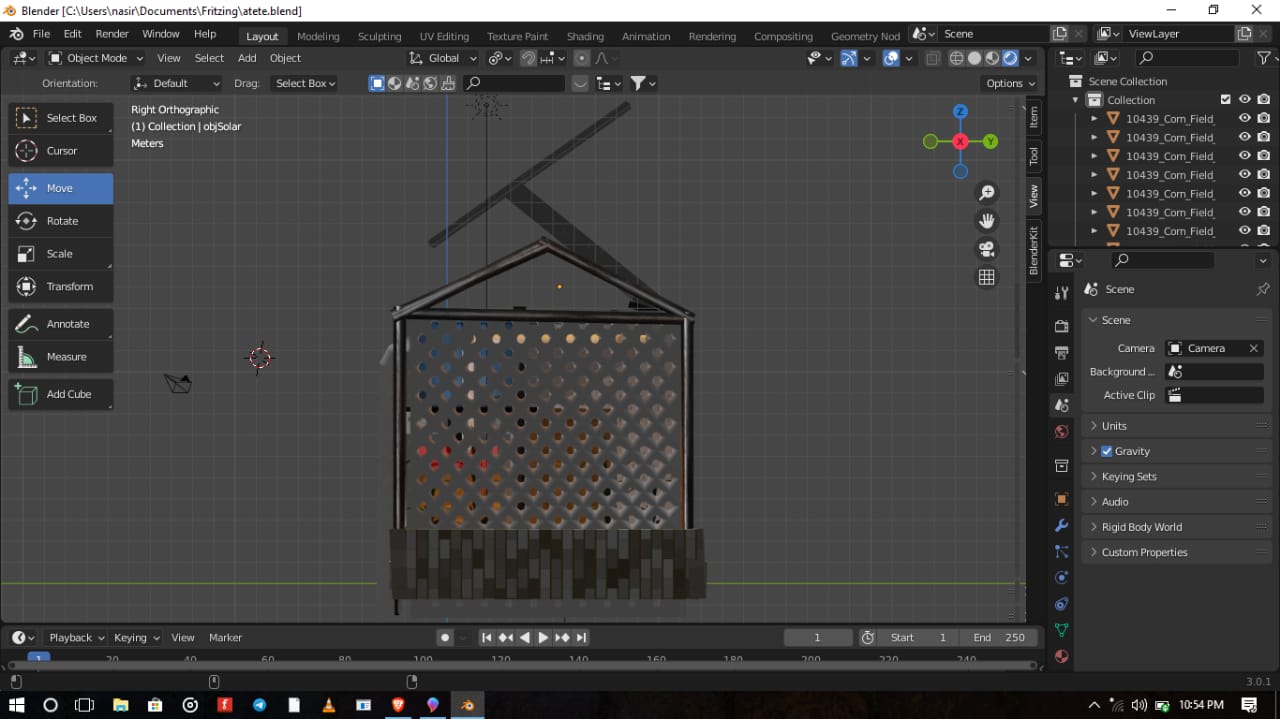 Blender [C:\Users\nasir\Documents\Fritzing\atete.blend]
File Edit Render Window Help Layout Modeling Sculpting UV Editing Texture Paint Shading Animation Rendering Compositing Geometry Nod Scene ViewLayer
Object Mode View Select Add Object Global
Orientation: Default Drag: Select Box Options
Right Orthographic
(1) Collection | objSolar
Meters
Select Box
Cursor
Move
Rotate
Scale
Transform
Annotate
Measure
Add Cube
Z
X
Y
Item
Tool
View
BlenderKit
Scene Collection
Collection
10439_Corn_Field_
10439_Corn_Field_
10439_Corn_Field_
10439_Corn_Field_
10439_Corn_Field_
10439_Corn_Field_
10439_Corn_Field_
Scene
Scene
Camera Camera
Background ...
Active Clip
Units
Gravity
Keying Sets
Audio
Rigid Body World
Custom Properties
Playback Keying View Marker 1 Start 1 End 250
1 20 40 60 80 100 120 140 160 240
3.0.1
10:54 PM